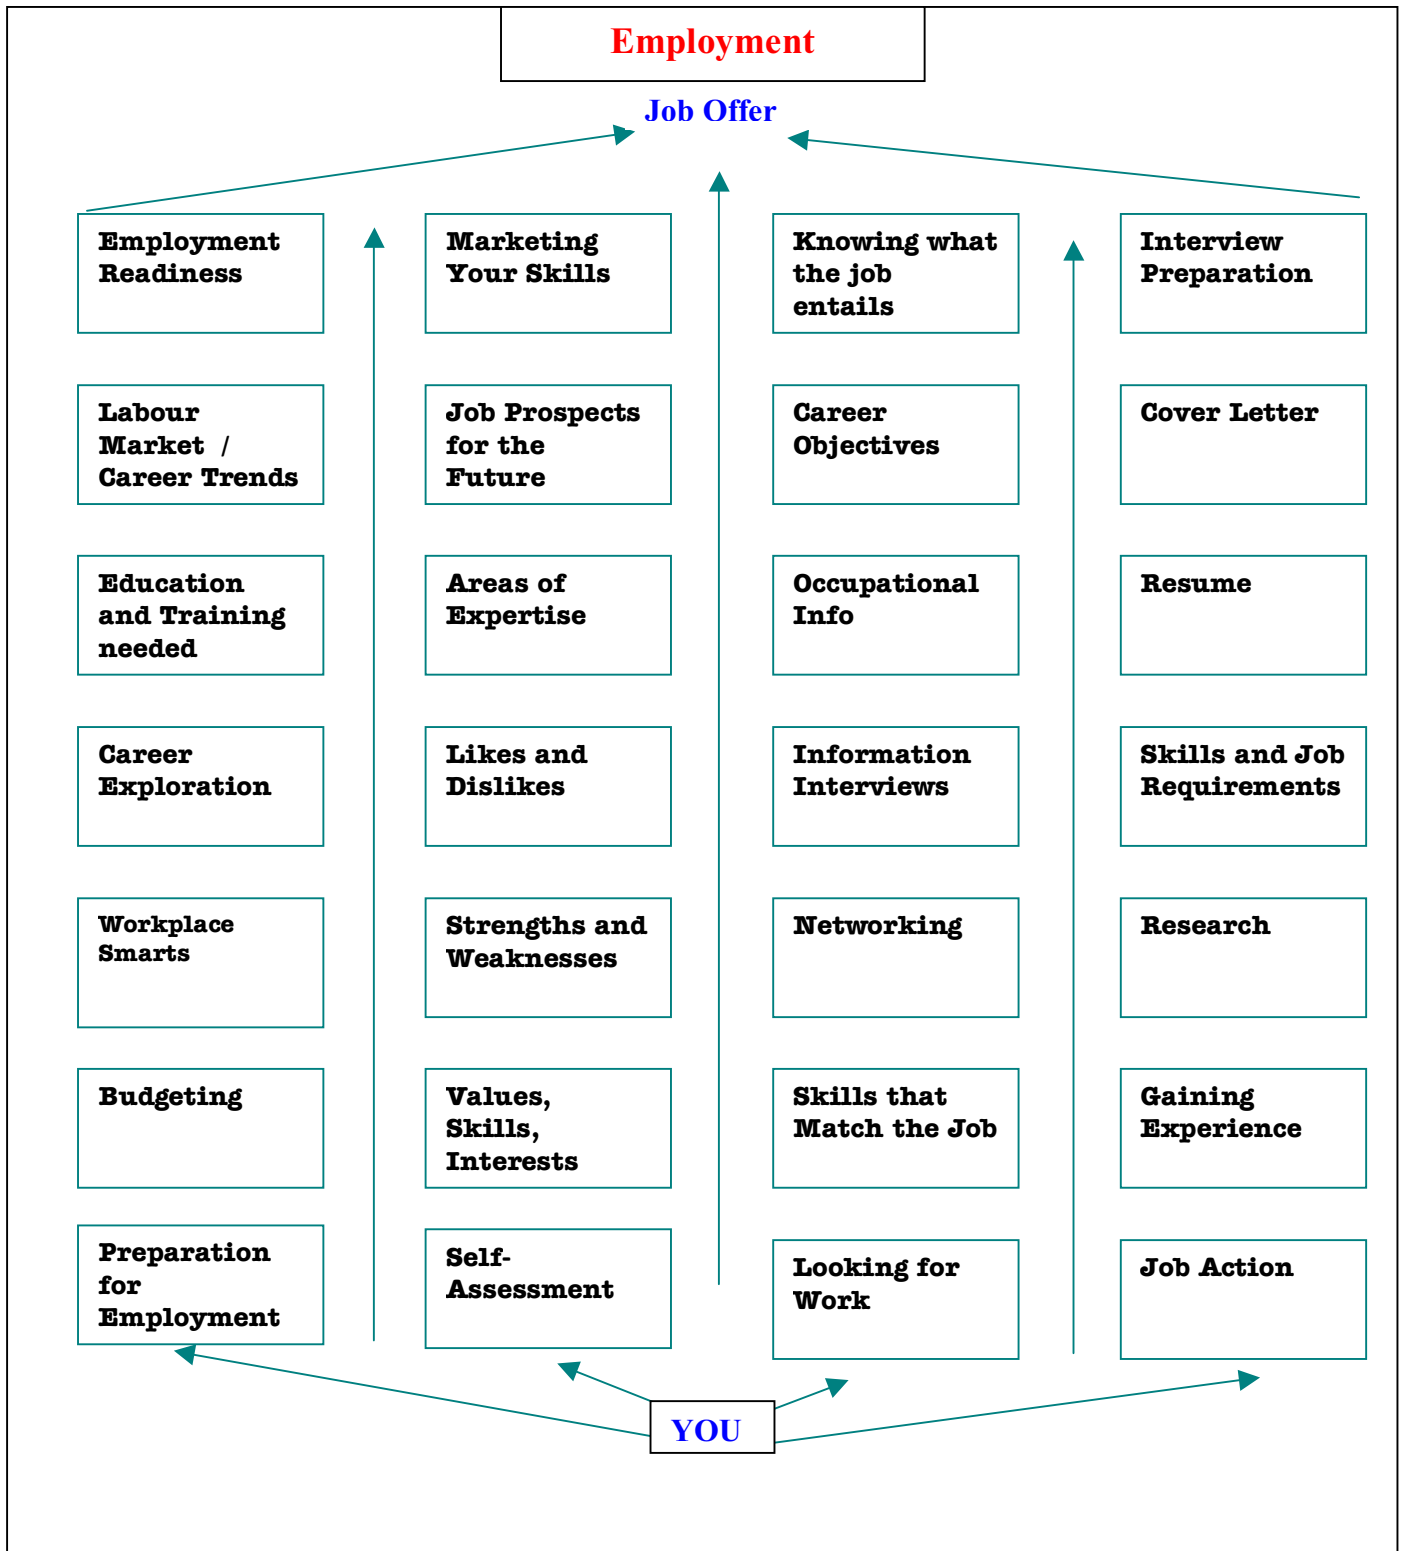 Employment
Job Offer
Employment
Readiness
Marketing
Your Skills
Knowing what
the job
entails
Interview
Preparation
Labour
Market  /
Career Trends
Job Prospects
for the
Future
Career
Objectives
Cover Letter
Education
and Training
needed
Areas of
Expertise
Occupational
Info
Resume
Career
Exploration
Likes and
Dislikes
Information
Interviews
Skills and Job
Requirements
Workplace
Smarts
Strengths and
Weaknesses
Networking
Research
Budgeting
Values,
Skills,
Interests
Skills that
Match the Job
Gaining
Experience
Preparation
for
Employment
Self-
Assessment
Looking for
Work
Job Action
YOU